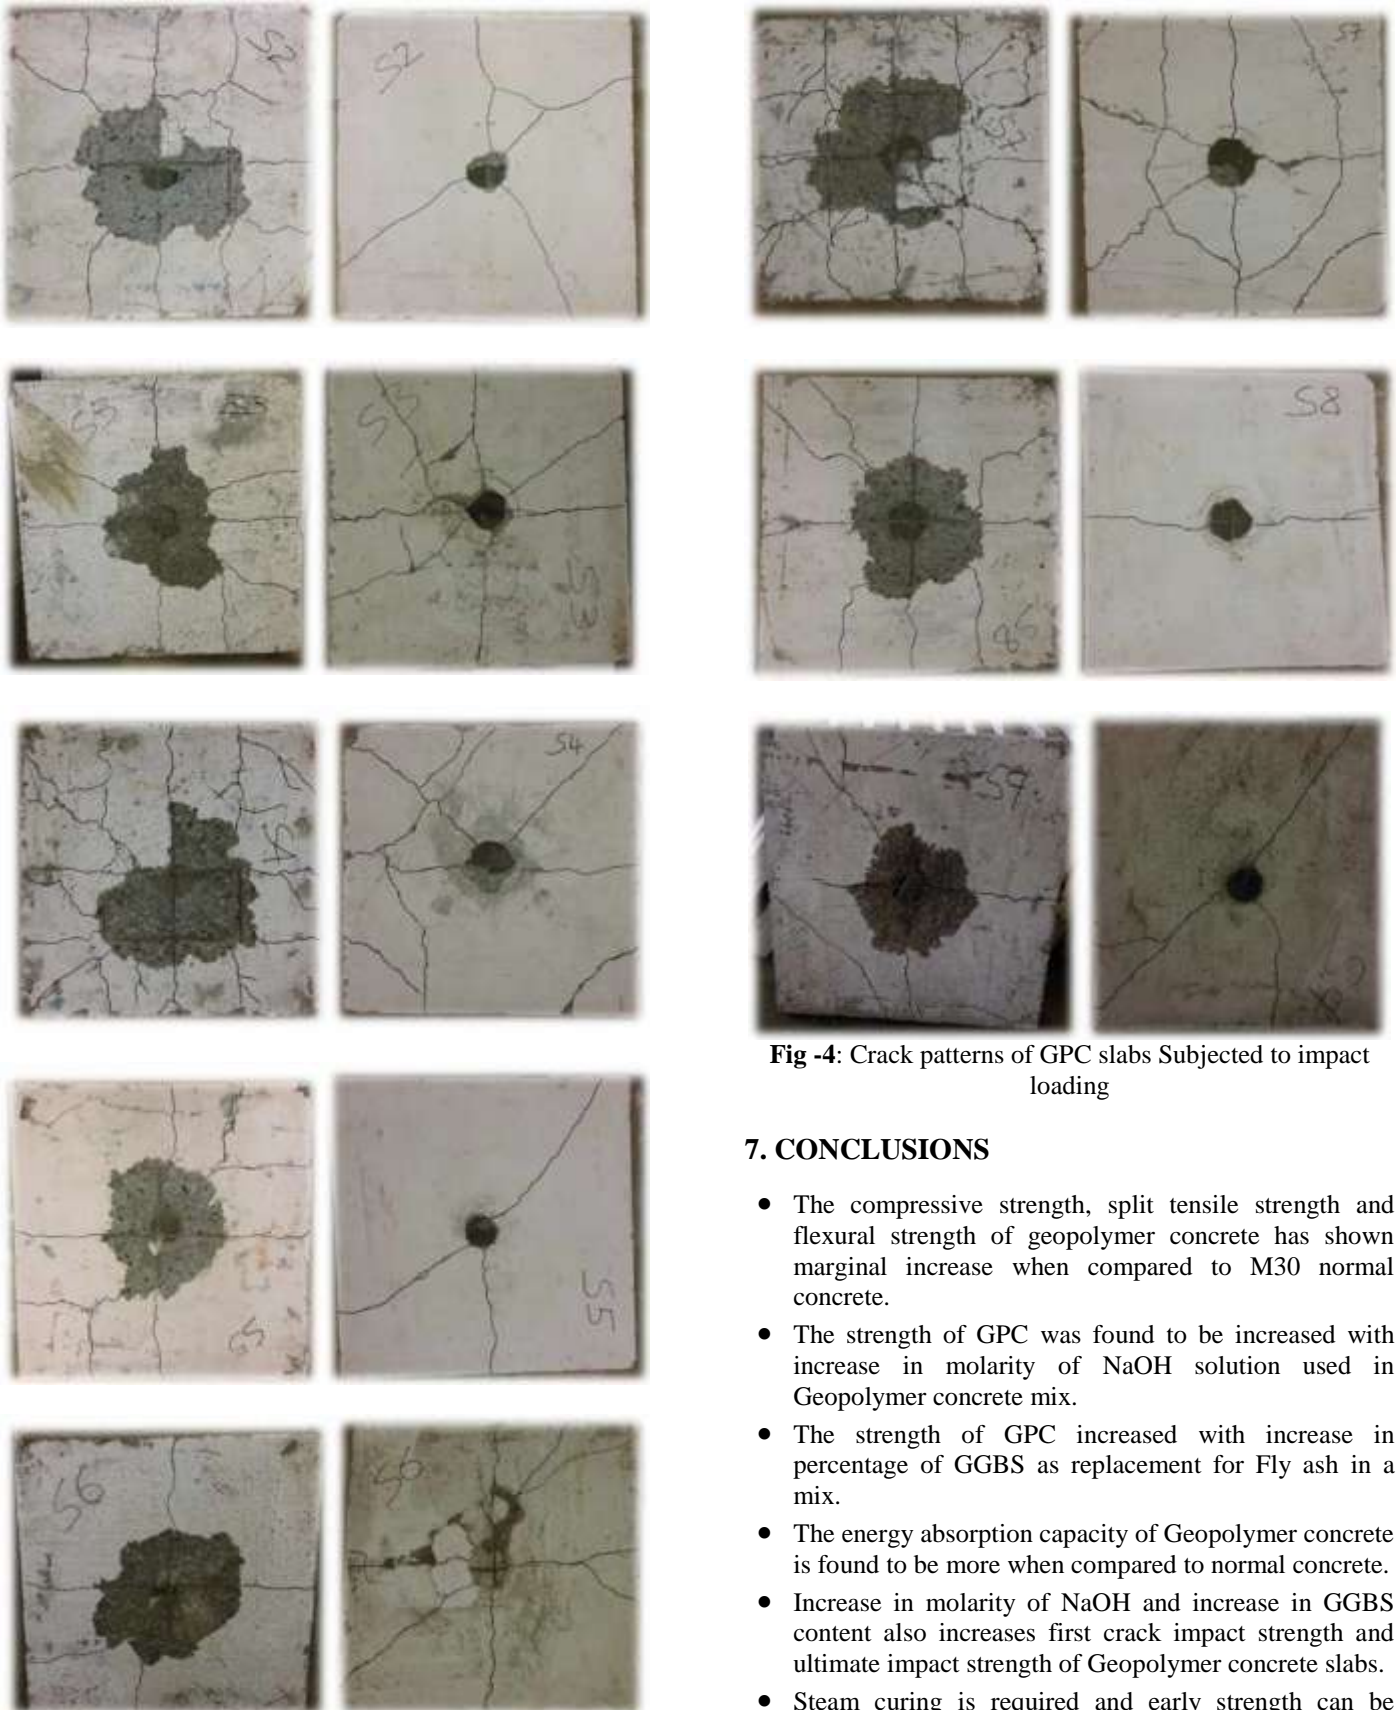 S2
S2
S3
S3
S3
S4
S4
S5
S5
S6
S6
S7
S7
S8
S8
S9
Fig -4: Crack patterns of GPC slabs Subjected to impact
loading
7. CONCLUSIONS
• The compressive strength, split tensile strength and
flexural strength of geopolymer concrete has shown
marginal increase when compared to M30 normal
concrete.
• The strength of GPC was found to be increased with
increase in molarity of NaOH solution used in
Geopolymer concrete mix.
• The strength of GPC increased with increase in
percentage of GGBS as replacement for Fly ash in a
mix.
• The energy absorption capacity of Geopolymer concrete
is found to be more when compared to normal concrete.
• Increase in molarity of NaOH and increase in GGBS
content also increases first crack impact strength and
ultimate impact strength of Geopolymer concrete slabs.
• Steam curing is required and early strength can be